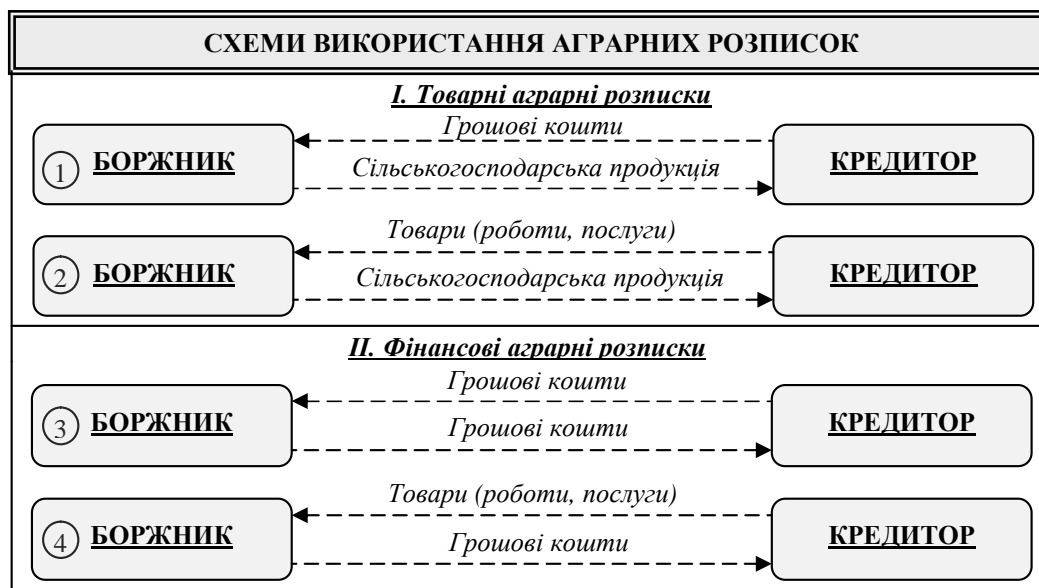 СХЕМИ ВИКОРИСТАННЯ АГРАРНИХ РОЗПИСОК
І. Товарні аграрні розписки
Грошові кошти
1 БОРЖНИК
КРЕДИТОР
Сільськогосподарська продукція
Товари (роботи, послуги)
2 БОРЖНИК
КРЕДИТОР
Сільськогосподарська продукція
ІІ. Фінансові аграрні розписки
Грошові кошти
3 БОРЖНИК
КРЕДИТОР
Грошові кошти
Товари (роботи, послуги)
4 БОРЖНИК
КРЕДИТОР
Грошові кошти